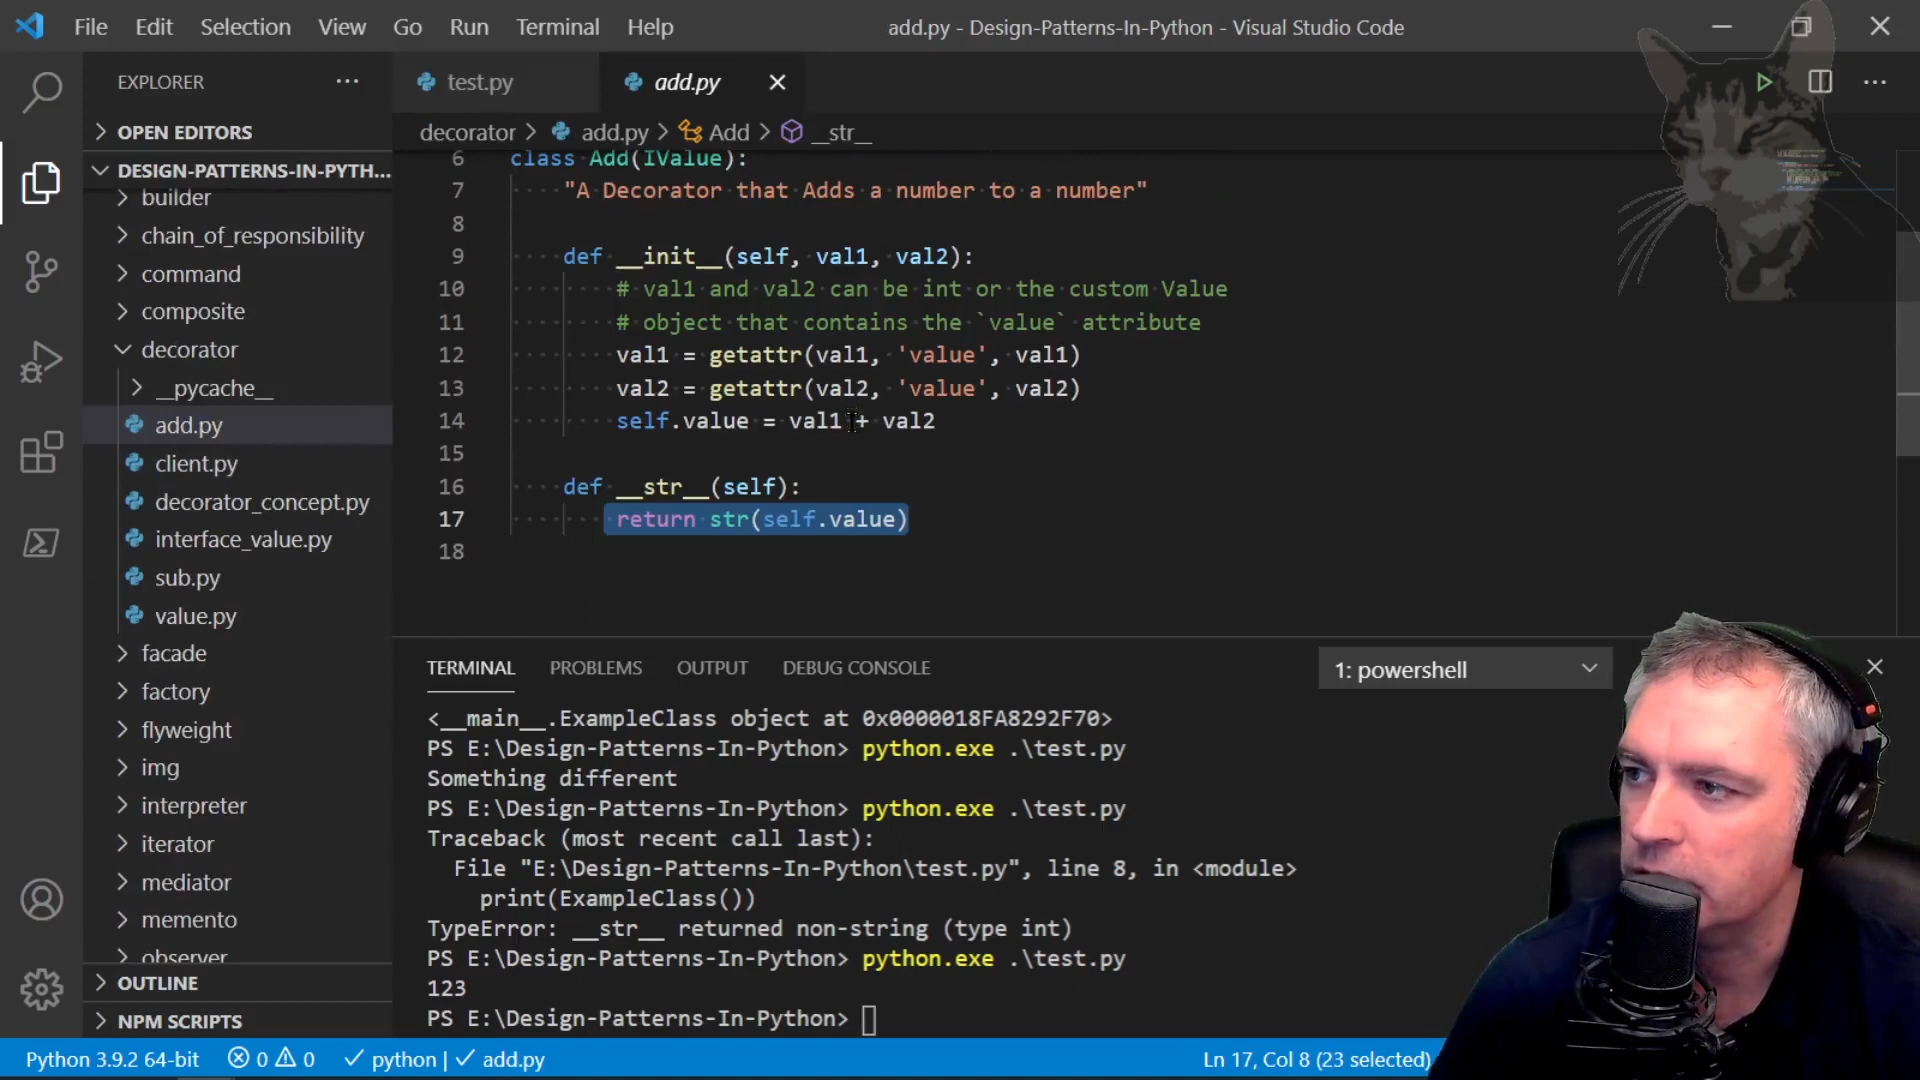 File Edit Selection View Go Run Terminal Help add.py - Design-Patterns-In-Python - Visual Studio Code
EXPLORER
test.py
add.py
OPEN EDITORS
decorator > add.py > Add > __str__
DESIGN-PATTERNS-IN-PYTH...
builder
chain_of_responsibility
command
composite
decorator
__pycache__
add.py
client.py
decorator_concept.py
interface_value.py
sub.py
value.py
facade
factory
flyweight
img
interpreter
iterator
mediator
memento
observer
OUTLINE
NPM SCRIPTS
6 class Add(IValue):
7 "A Decorator that Adds a number to a number"
8
9 def __init__(self, val1, val2):
10 # val1 and val2 can be int or the custom Value
11 # object that contains the `value` attribute
12 val1 = getattr(val1, 'value', val1)
13 val2 = getattr(val2, 'value', val2)
14 self.value = val1 + val2
15
16 def __str__(self):
17 return str(self.value)
18
TERMINAL PROBLEMS OUTPUT DEBUG CONSOLE 1: powershell
<__main__.ExampleClass object at 0x0000018FA8292F70>
PS E:\Design-Patterns-In-Python> python.exe .\test.py
Something different
PS E:\Design-Patterns-In-Python> python.exe .\test.py
Traceback (most recent call last):
File "E:\Design-Patterns-In-Python\test.py", line 8, in <module>
print(ExampleClass())
TypeError: __str__ returned non-string (type int)
PS E:\Design-Patterns-In-Python> python.exe .\test.py
123
PS E:\Design-Patterns-In-Python>
Python 3.9.2 64-bit 0 0 python | add.py Ln 17, Col 8 (23 selected)